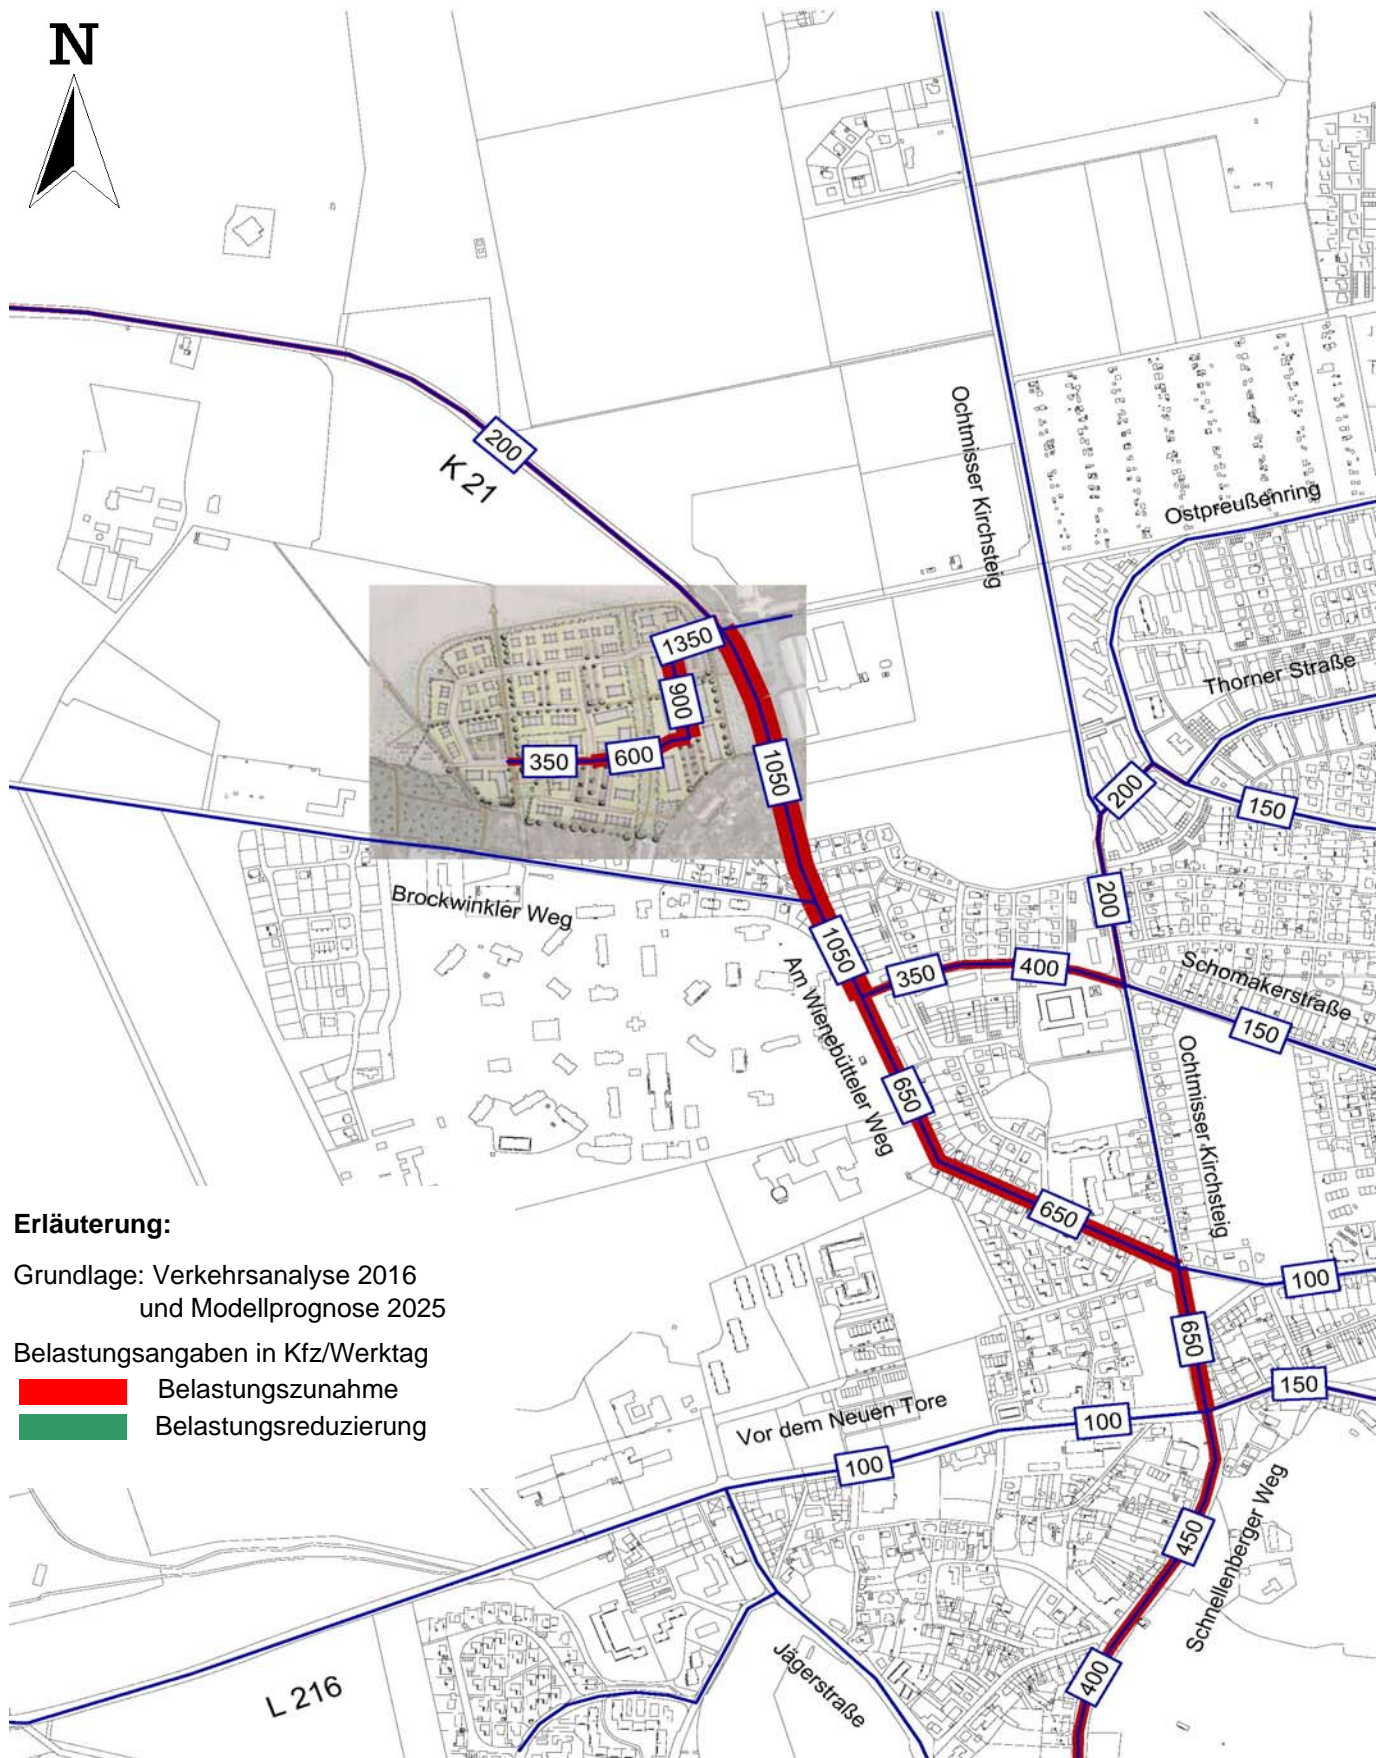 N
200
K 21
Ochtmisser Kirchsteig
Ostpreußenring
1350
900
350
600
1050
Thorner Straße
200
150
Brockwinkler Weg
1050
200
350
400
Schomakerstraße
150
Am Wienebütteler Weg
650
Ochtmisser Kirchsteig
650
100
650
150
Vor dem Neuen Tore
100
100
450
Schnellenberger Weg
400
Jägerstraße
L 216
Erläuterung:
Grundlage: Verkehrsanalyse 2016
und Modellprognose 2025
Belastungsangaben in Kfz/Werktag
Belastungszunahme
Belastungsreduzierung